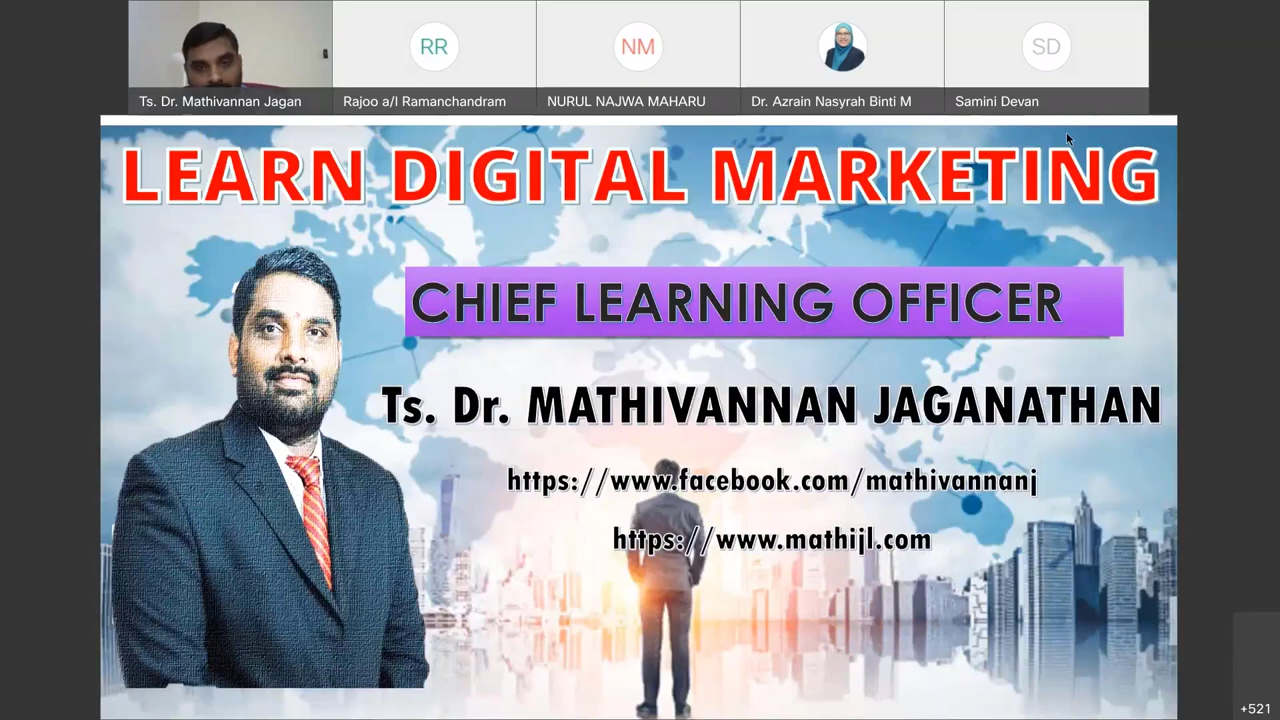 RR
NM
SD
Ts. Dr. Mathivannan Jagan
Rajoo a/l Ramanchandram
NURUL NAJWA MAHARU
Dr. Azrain Nasyrah Binti M
Samini Devan
LEARN DIGITAL MARKETING
CHIEF LEARNING OFFICER
Ts. Dr. MATHIVANNAN JAGANATHAN
https://www.facebook.com/mathivannanj
https://www.mathijl.com
+521